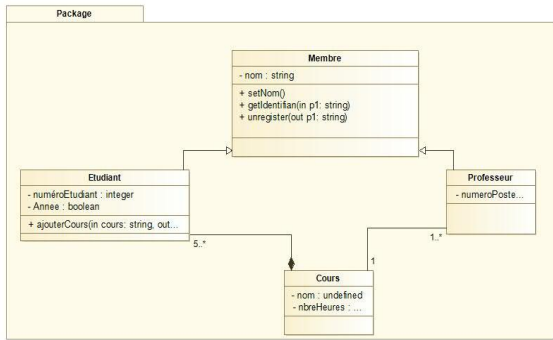 Package
Membre
- nom : string
+ setNom()
+ getIdentifian(in p1: string)
+ unregister(out p1: string)
Etudiant
- numéroEtudiant : integer
- Annee : boolean
+ ajouterCours(in cours: string, out...
Professeur
- numeroPoste...
5..*
1..*
1
Cours
- nom : undefined
- nbreHeures : ...